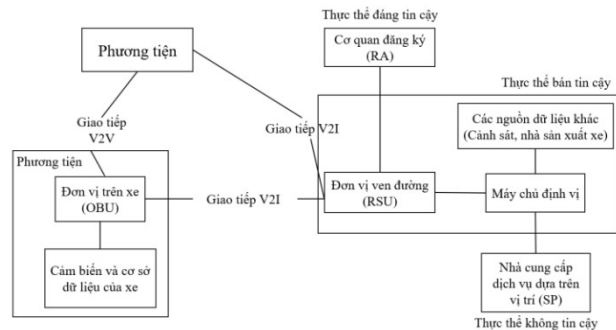 Thực thể đáng tin cậy
Phương tiện
Cơ quan đăng ký
(RA)
Thực thể bán tin cậy
Giao tiếp
V2V
Giao tiếp V2I
Các nguồn dữ liệu khác
(Cảnh sát, nhà sản xuất xe)
Phương tiện
Đơn vị trên xe
(OBU)
Giao tiếp V2I
Đơn vị ven đường
(RSU)
Máy chủ định vị
Cảm biến và cơ sở
dữ liệu của xe
Nhà cung cấp
dịch vụ dựa trên
vị trí (SP)
Thực thể không tin cậy